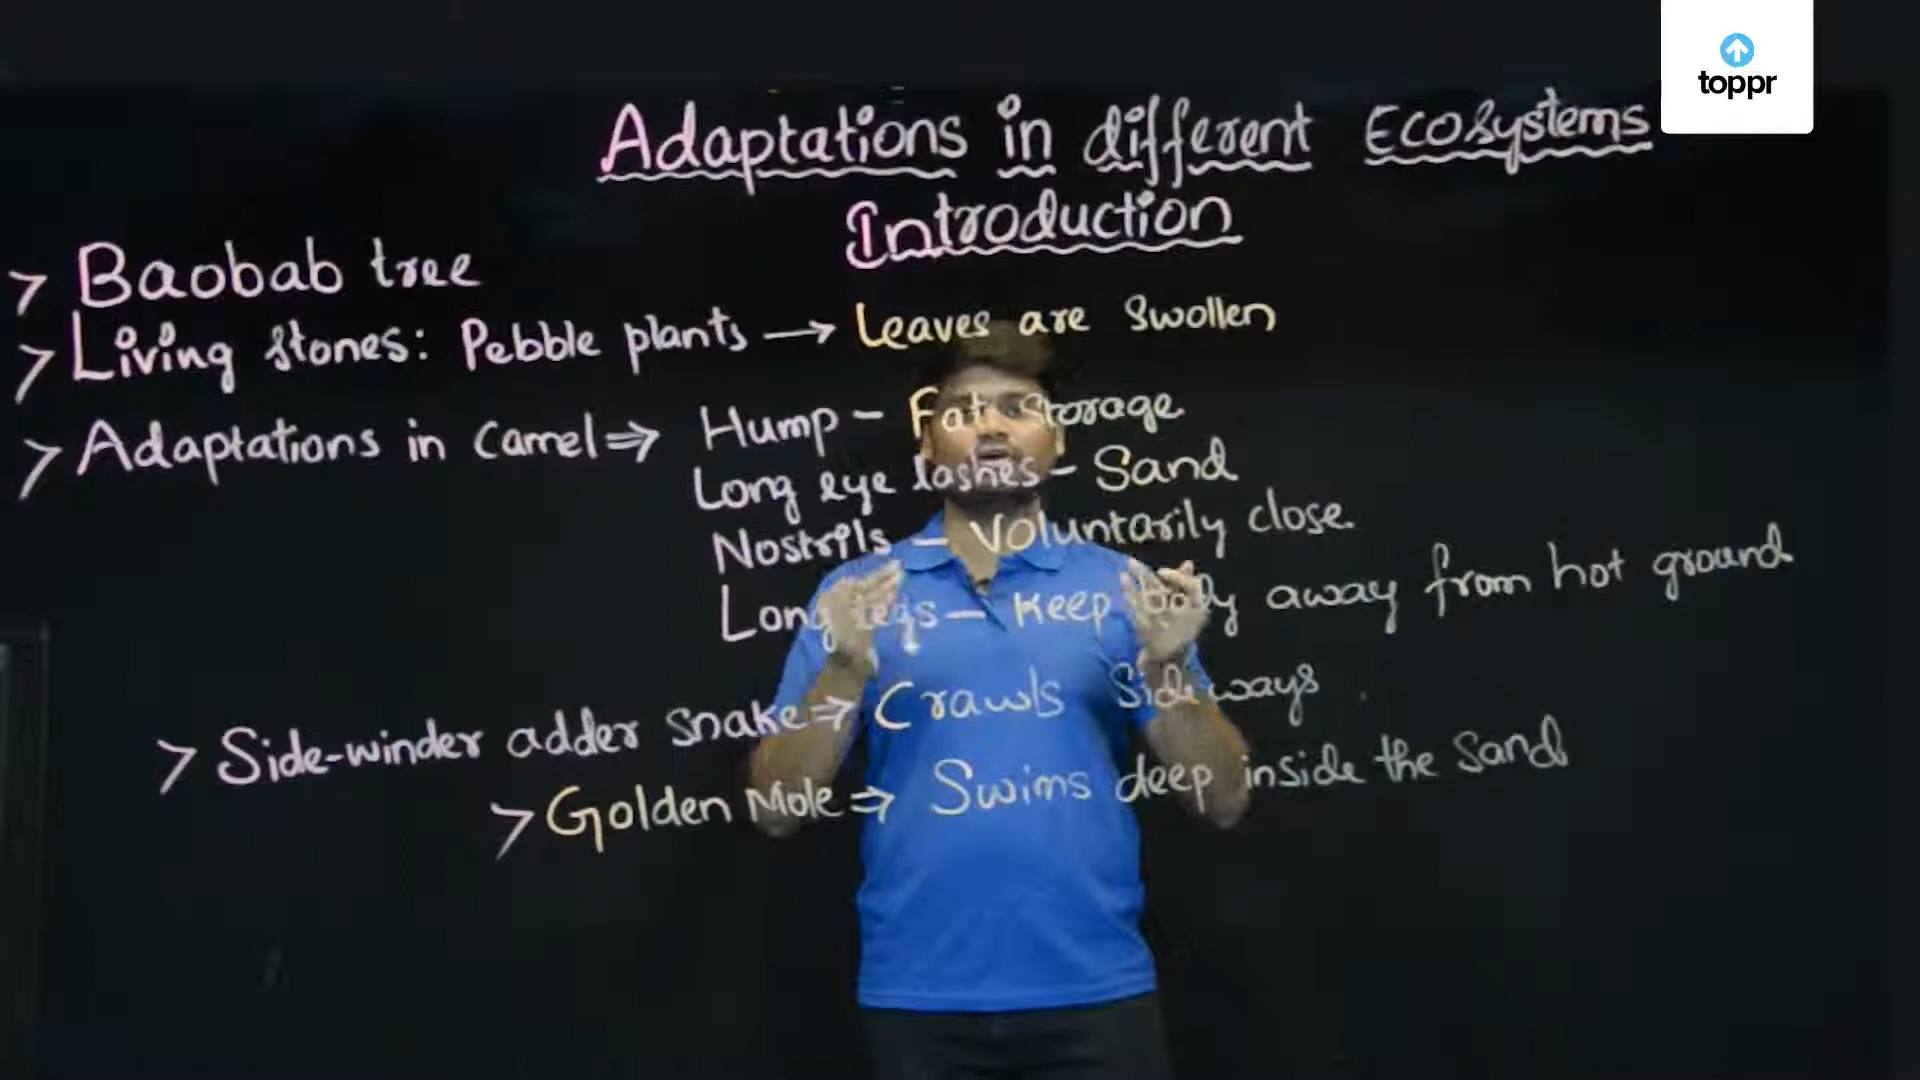 toppr
Adaptations in different Ecosystems
Introduction
> Baobab tree
> Living stones: Pebble plants → Leaves are swollen
> Adaptations in Camel ⇒ Hump – Fat storage
Long eye lashes – Sand
Nostrils – Voluntarily close.
Long legs – Keep body away from hot ground
> Side-winder adder snake ⇒ Crawls Sideways
> Golden Mole ⇒ Swims deep inside the Sand